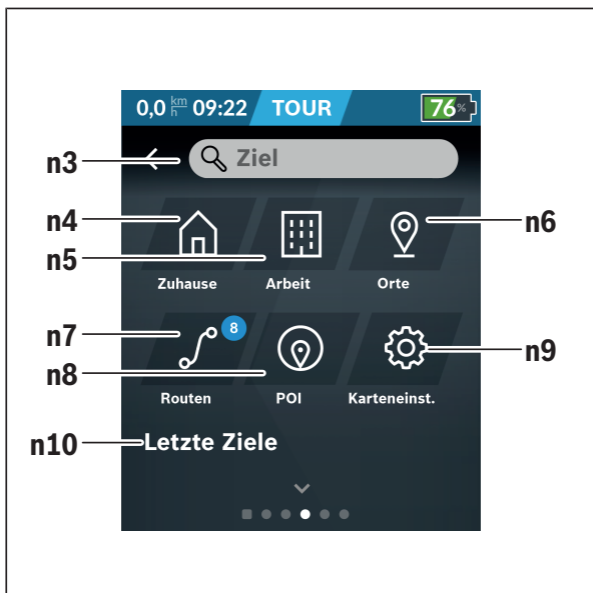 0,0 km/h 09:22 TOUR 76%
n3 Ziel
n4
n5
n6
Zuhause Arbeit Orte
n7 8
n8
n9
Routen POI Karteneinst.
n10 Letzte Ziele